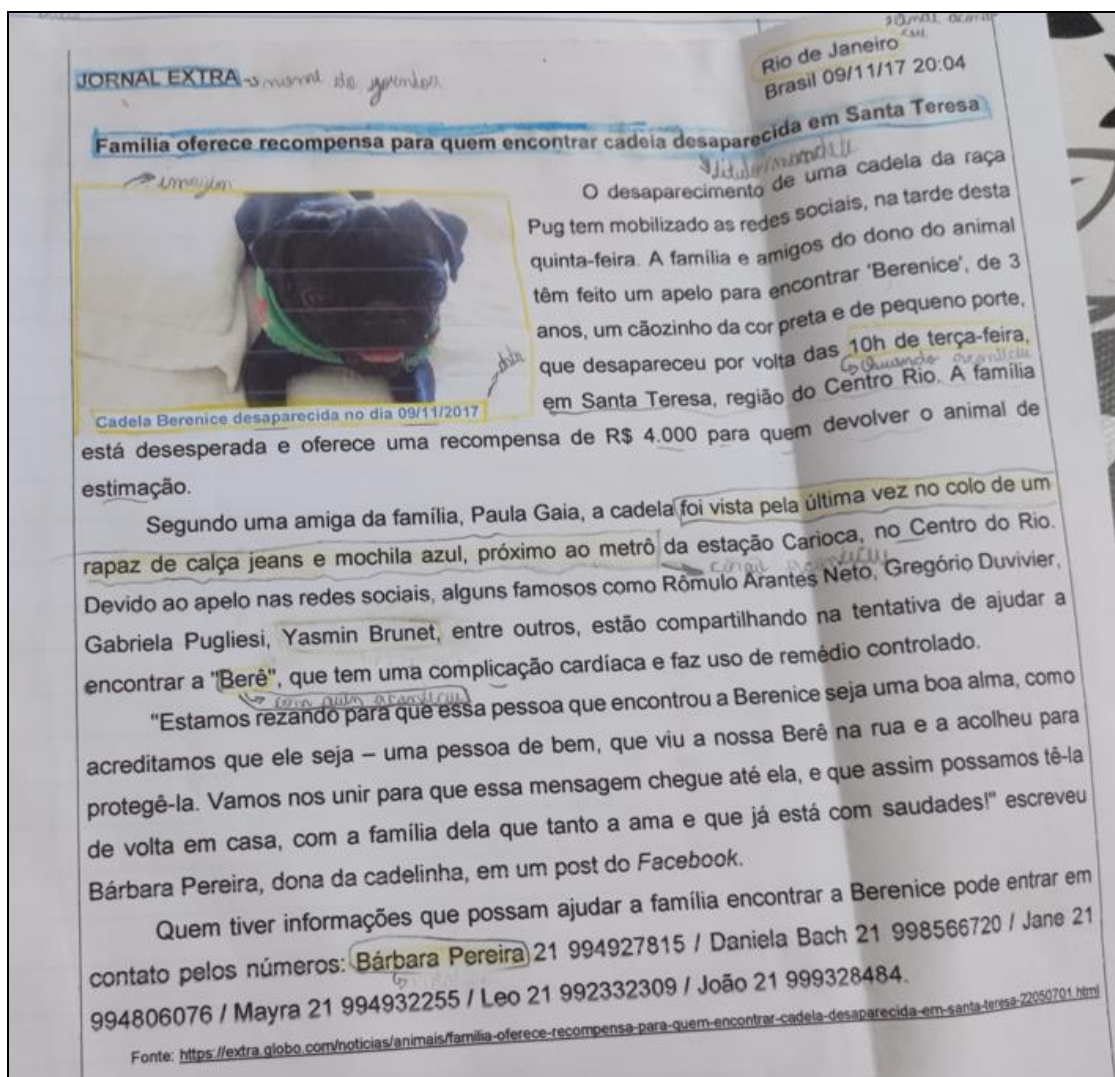 Rio de Janeiro
Brasil 09/11/17 20:04
JORNAL EXTRA
Família oferece recompensa para quem encontrar cadela desaparecida em Santa Teresa
imagem
O desaparecimento de uma cadela da raça
Pug tem mobilizado as redes sociais, na tarde desta
quinta-feira. A família e amigos do dono do animal
têm feito um apelo para encontrar 'Berenice', de 3
anos, um cãozinho da cor preta e de pequeno porte,
que desapareceu por volta das 10h de terça-feira,
Quando aconteceu
em Santa Teresa, região do Centro Rio. A família
Cadela Berenice desaparecida no dia 09/11/2017
está desesperada e oferece uma recompensa de R$ 4.000 para quem devolver o animal de
estimação.
Segundo uma amiga da família, Paula Gaia, a cadela foi vista pela última vez no colo de um
rapaz de calça jeans e mochila azul, próximo ao metrô da estação Carioca, no Centro do Rio.
Devido ao apelo nas redes sociais, alguns famosos como Rômulo Arantes Neto, Gregório Duvivier,
Gabriela Pugliesi, Yasmin Brunet, entre outros, estão compartilhando na tentativa de ajudar a
encontrar a "Berê", que tem uma complicação cardíaca e faz uso de remédio controlado.
com quem aconteceu
"Estamos rezando para que essa pessoa que encontrou a Berenice seja uma boa alma, como
acreditamos que ele seja – uma pessoa de bem, que viu a nossa Berê na rua e a acolheu para
protegê-la. Vamos nos unir para que essa mensagem chegue até ela, e que assim possamos tê-la
de volta em casa, com a família dela que tanto a ama e que já está com saudades!" escreveu
Bárbara Pereira, dona da cadelinha, em um post do Facebook.
Quem tiver informações que possam ajudar a família encontrar a Berenice pode entrar em
contato pelos números: Bárbara Pereira 21 994927815 / Daniela Bach 21 998566720 / Jane 21
994806076 / Mayra 21 994932255 / Leo 21 992332309 / João 21 999328484.
Fonte: https://extra.globo.com/noticias/animais/familia-oferece-recompensa-para-quem-encontrar-cadela-desaparecida-em-santa-teresa-22050701.html